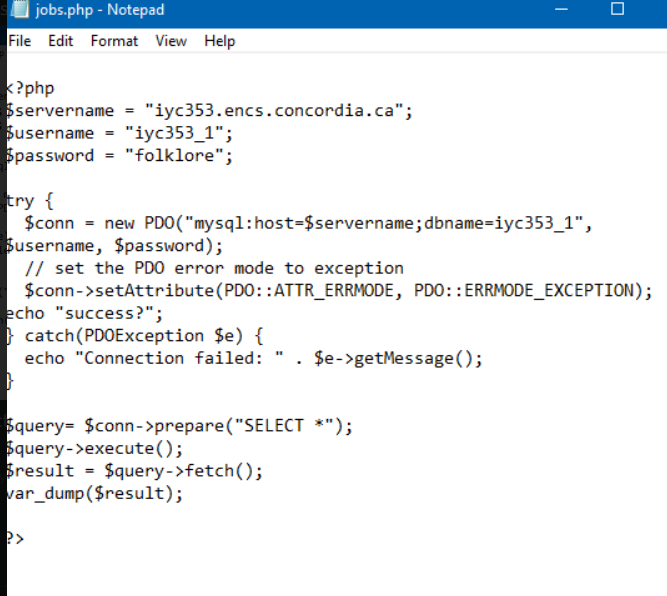 jobs.php - Notepad
File Edit Format View Help
<?php
$servername = "iyc353.encs.concordia.ca";
$username = "iyc353_1";
$password = "folklore";
try {
$conn = new PDO("mysql:host=$servername;dbname=iyc353_1",
$username, $password);
// set the PDO error mode to exception
$conn->setAttribute(PDO::ATTR_ERRMODE, PDO::ERRMODE_EXCEPTION);
echo "success?";
} catch(PDOException $e) {
echo "Connection failed: " . $e->getMessage();
}
$query= $conn->prepare("SELECT *");
$query->execute();
$result = $query->fetch();
var_dump($result);
?>